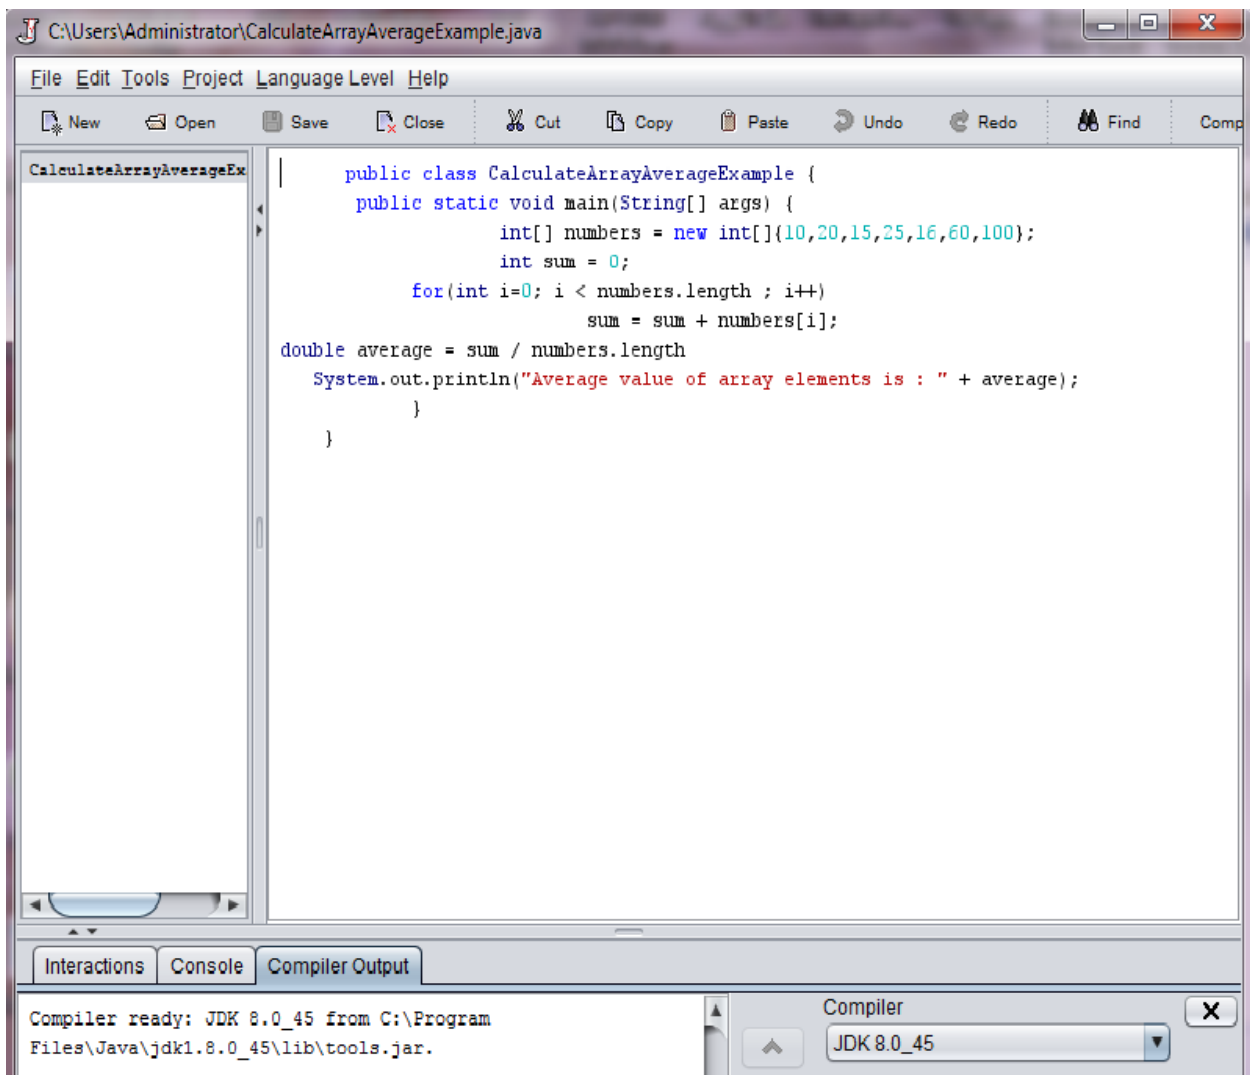 C:\Users\Administrator\CalculateArrayAverageExample.java
File Edit Tools Project Language Level Help
New Open Save Close Cut Copy Paste Undo Redo Find Comp
CalculateArrayAverageEx
public class CalculateArrayAverageExample {
public static void main(String[] args) {
int[] numbers = new int[]{10,20,15,25,16,60,100};
int sum = 0;
for(int i=0; i < numbers.length ; i++)
sum = sum + numbers[i];
double average = sum / numbers.length
System.out.println("Average value of array elements is : " + average);
}
}
Interactions Console Compiler Output
Compiler ready: JDK 8.0_45 from C:\Program
Files\Java\jdk1.8.0_45\lib\tools.jar.
Compiler
JDK 8.0_45